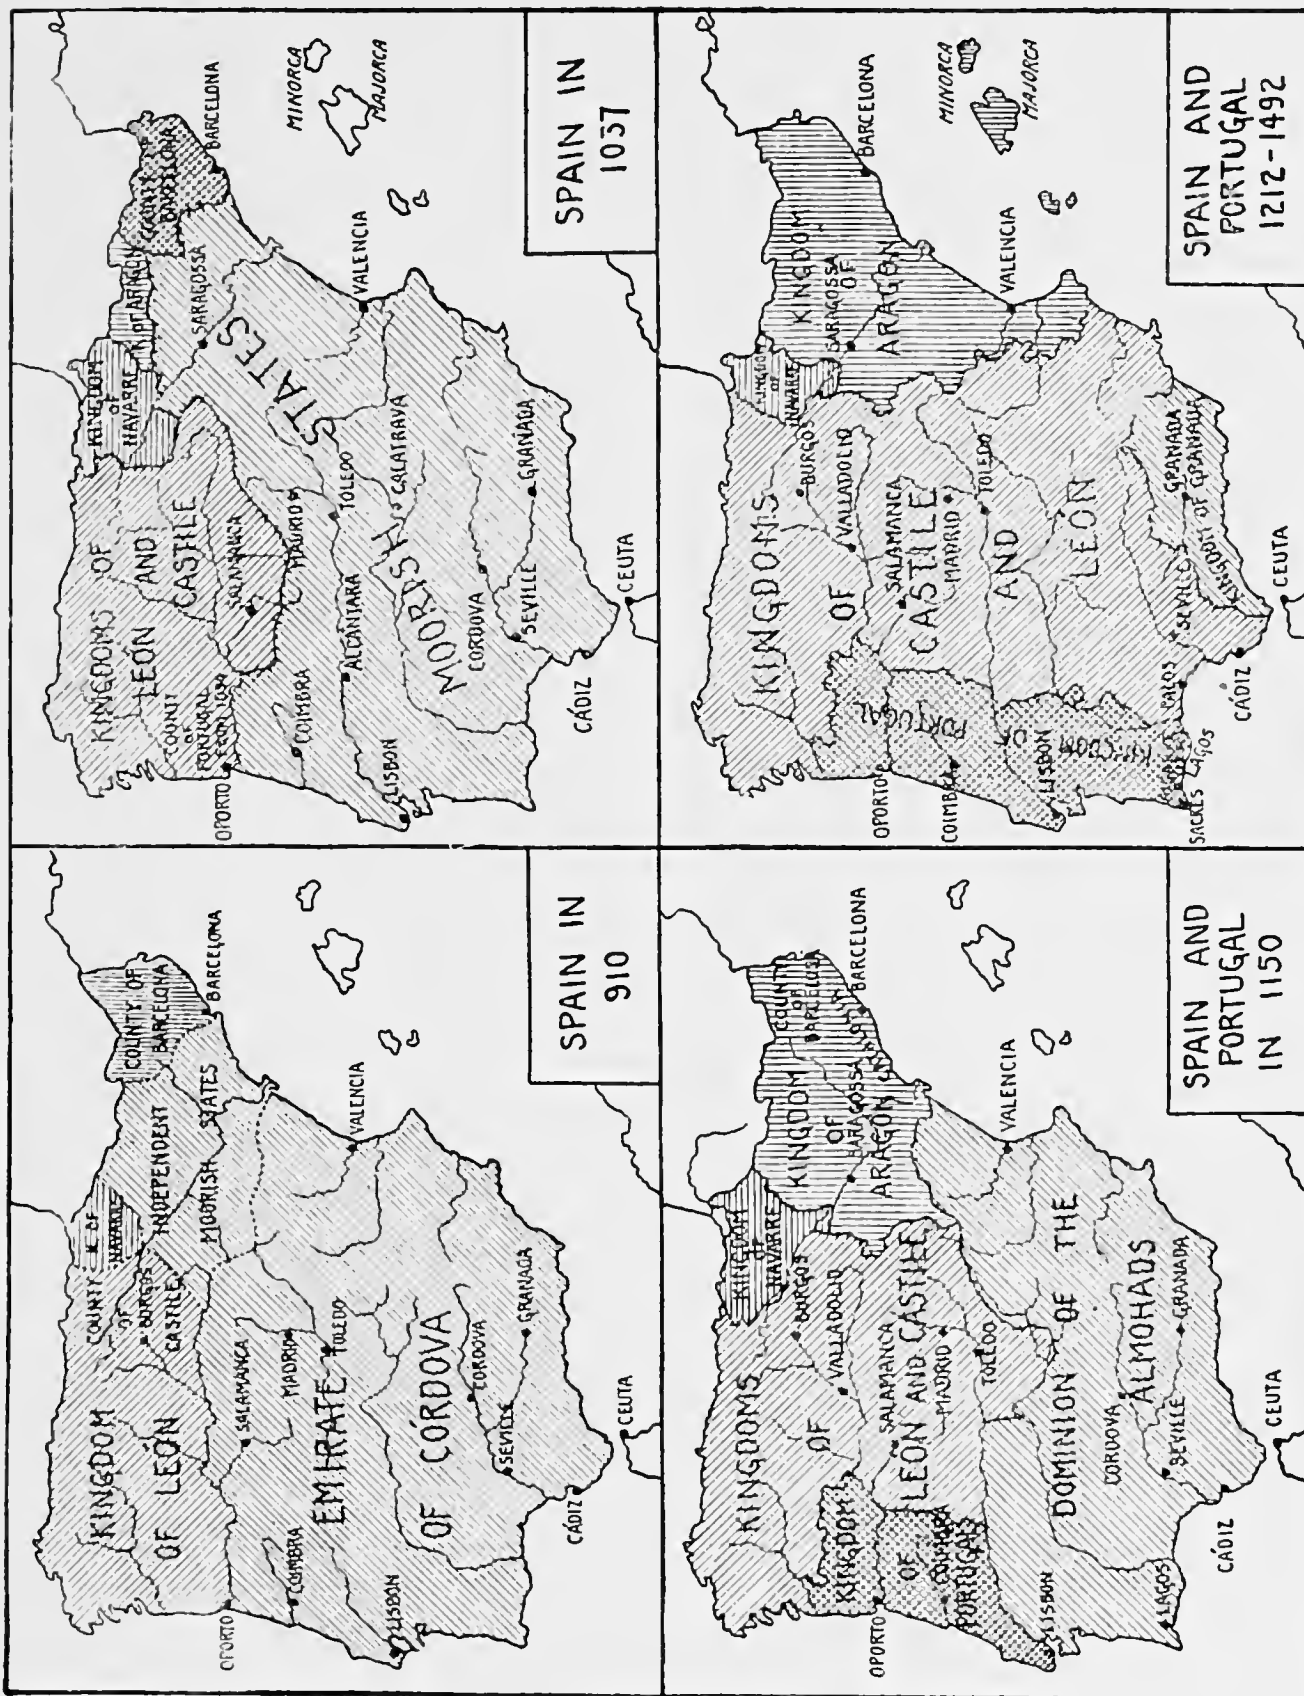 SPAIN IN
910
KINGDOM
OF LEÓN
COUNTY
OF
BURGOS
CASTILE
K. OF
NAVARRE
INDEPENDENT
MOORISH STATES
COUNTY OF
BARCELONA
BARCELONA
OPORTO
COIMBRA
SALAMANCA
MADRID
TOLEDO
EMIRATE
OF CÓRDOVA
VALENCIA
LISBON
CORDOVA
SEVILLE
GRANADA
CÁDIZ
CEUTA
SPAIN IN
1037
KINGDOMS OF
LEÓN AND
CASTILE
COUNTY
OF
PORTUGAL
KINGDOM
OF
NAVARRE
K. OF ARAGON
COUNTY OF
BARCELONA
BARCELONA
SARAGOSSA
OPORTO
SALAMANCA
MADRID
COIMBRA
TOLEDO
ALCÁNTARA
CALATRAVA
MOORISH
STATES
VALENCIA
LISBON
CORDOVA
SEVILLE
GRANADA
CÁDIZ
CEUTA
MINORCA
MAJORCA
SPAIN AND
PORTUGAL
IN 1150
KINGDOMS
OF
LEÓN AND CASTILE
KINGDOM
OF
NAVARRE
BURGOS
VALLADOLID
KINGDOM
OF
SARAGOSSA
ARAGON
COUNTY
OF
BARCELONA
KINGDOM
OF
COIMBRA
PORTUGAL
OPORTO
SALAMANCA
MADRID
TOLEDO
LISBON
DOMINION OF THE
ALMOHADS
VALENCIA
CORDOVA
SEVILLE
GRANADA
LAGOS
CÁDIZ
CEUTA
SPAIN AND
PORTUGAL
1212-1492
KINGDOMS
OF
CASTILE
AND
LEÓN
KINGDOM
OF
NAVARRE
BURGOS
VALLADOLID
KINGDOM
SARAGOSSA
OF
ARAGON
BARCELONA
OPORTO
SALAMANCA
MADRID
COIMBRA
TOLEDO
KINGDOM
OF
PORTUGAL
LISBON
VALENCIA
SEVILLE
GRANADA
KINGDOM OF GRANADA
PALOS
LAGOS
SACRES
CÁDIZ
CEUTA
MINORCA
MAJORCA